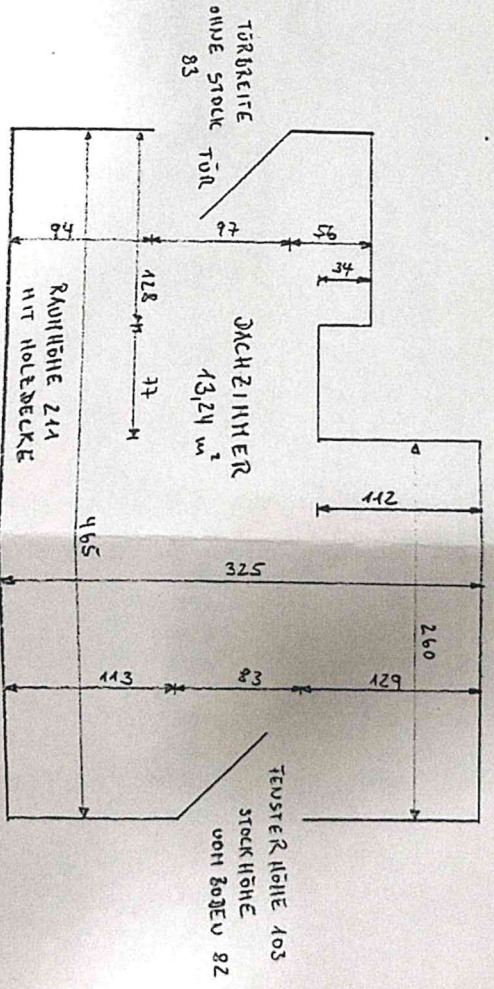 TÜRBREITE
OHNE STOCK TÜR
83
94
97
56
34
128
77
DACHZIMMER
13,24 m²
RAUMHÖHE 211
MIT HOLZDECKE
465
112
325
260
113
83
129
FENSTER HÖHE 103
STOCKHÖHE
VOM BODEN 82